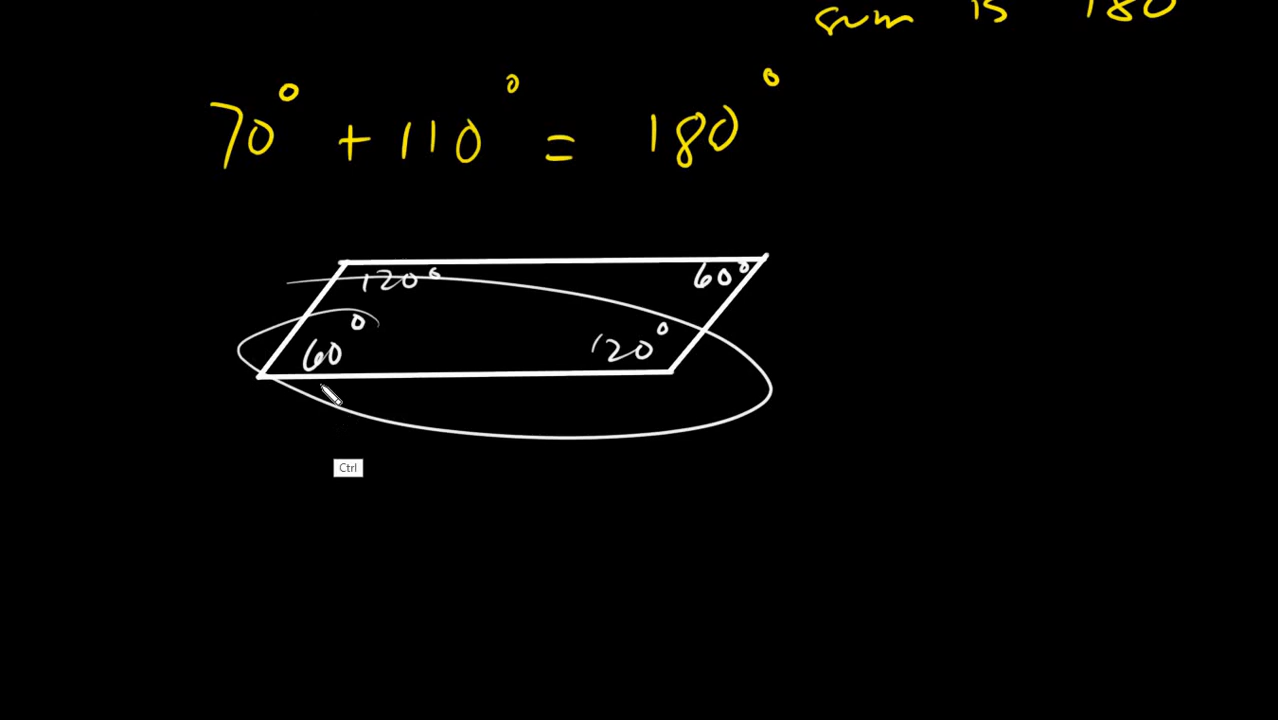 sum is 180
70° + 110° = 180°
120° 60°
60° 120°
Ctrl